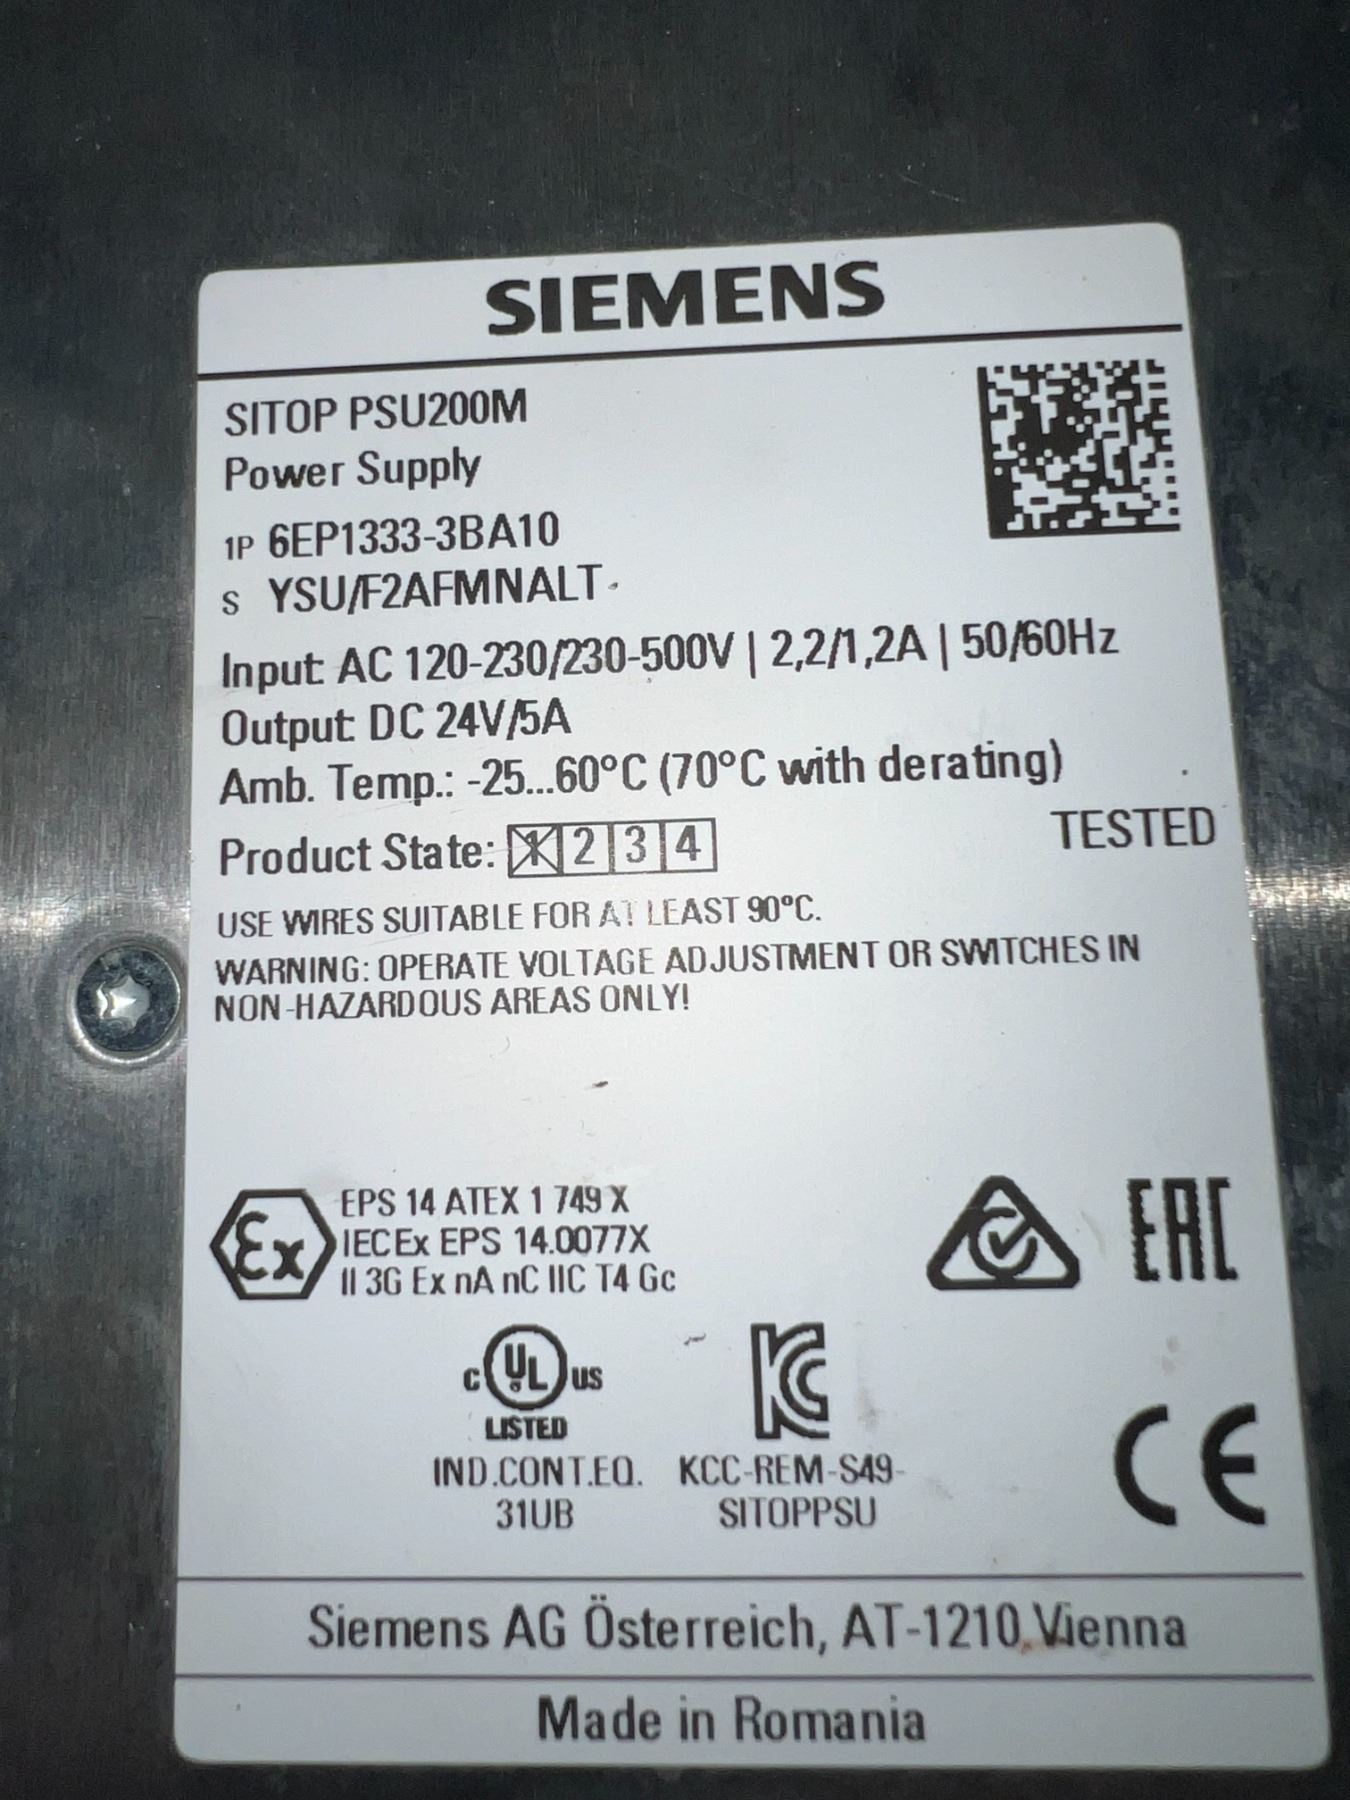 SIEMENS
SITOP PSU200M
Power Supply
1P 6EP1333-3BA10
S YSU/F2AFMNALT
Input: AC 120-230/230-500V | 2,2/1,2A | 50/60Hz
Output: DC 24V/5A
Amb. Temp.: -25...60°C (70°C with derating)
Product State: 1 2 3 4
TESTED
USE WIRES SUITABLE FOR AT LEAST 90°C.
WARNING: OPERATE VOLTAGE ADJUSTMENT OR SWITCHES IN
NON-HAZARDOUS AREAS ONLY!
Ex
EPS 14 ATEX 1 749 X
IECEx EPS 14.0077X
II 3G Ex nA nC IIC T4 Gc
EAC
C UL US
LISTED
IND.CONT.EQ.
31UB
KC
KCC-REM-S49-
SITOPPSU
CE
Siemens AG Österreich, AT-1210 Vienna
Made in Romania